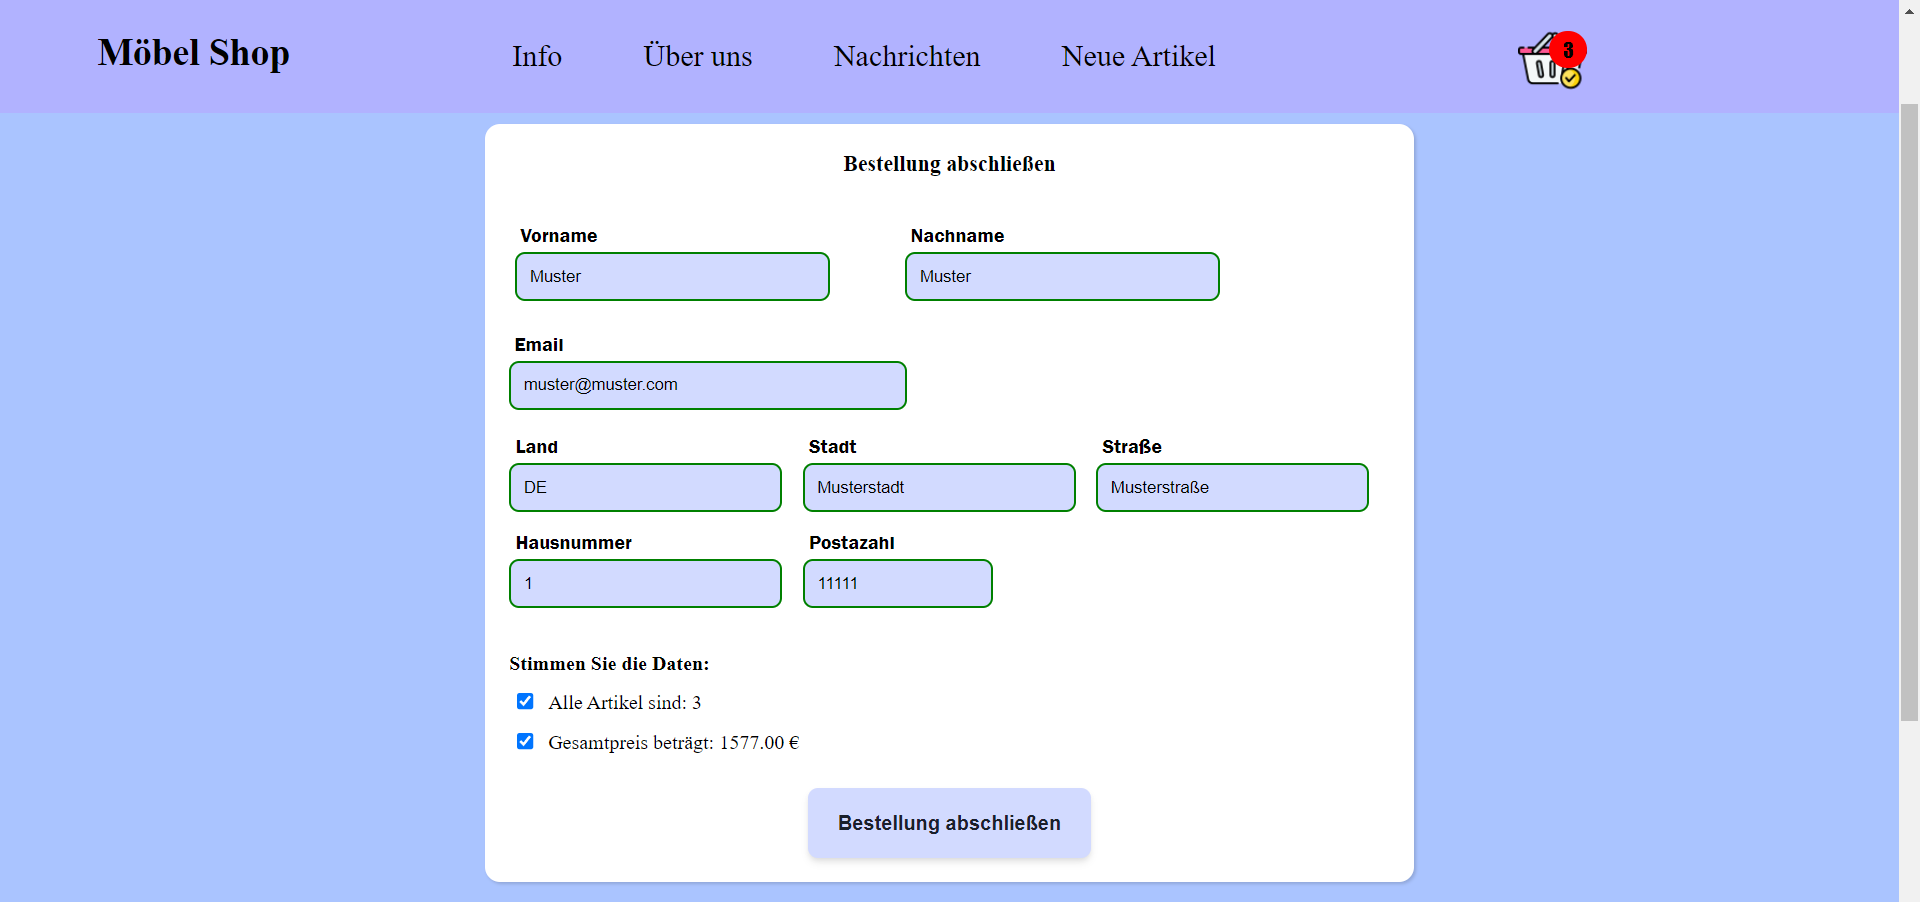 Möbel Shop Info Über uns Nachrichten Neue Artikel 3
Bestellung abschließen
Vorname Nachname
Muster Muster
Email
muster@muster.com
Land Stadt Straße
DE Musterstadt Musterstraße
Hausnummer Postazahl
1 11111
Stimmen Sie die Daten:
Alle Artikel sind: 3
Gesamtpreis beträgt: 1577.00 €
Bestellung abschließen